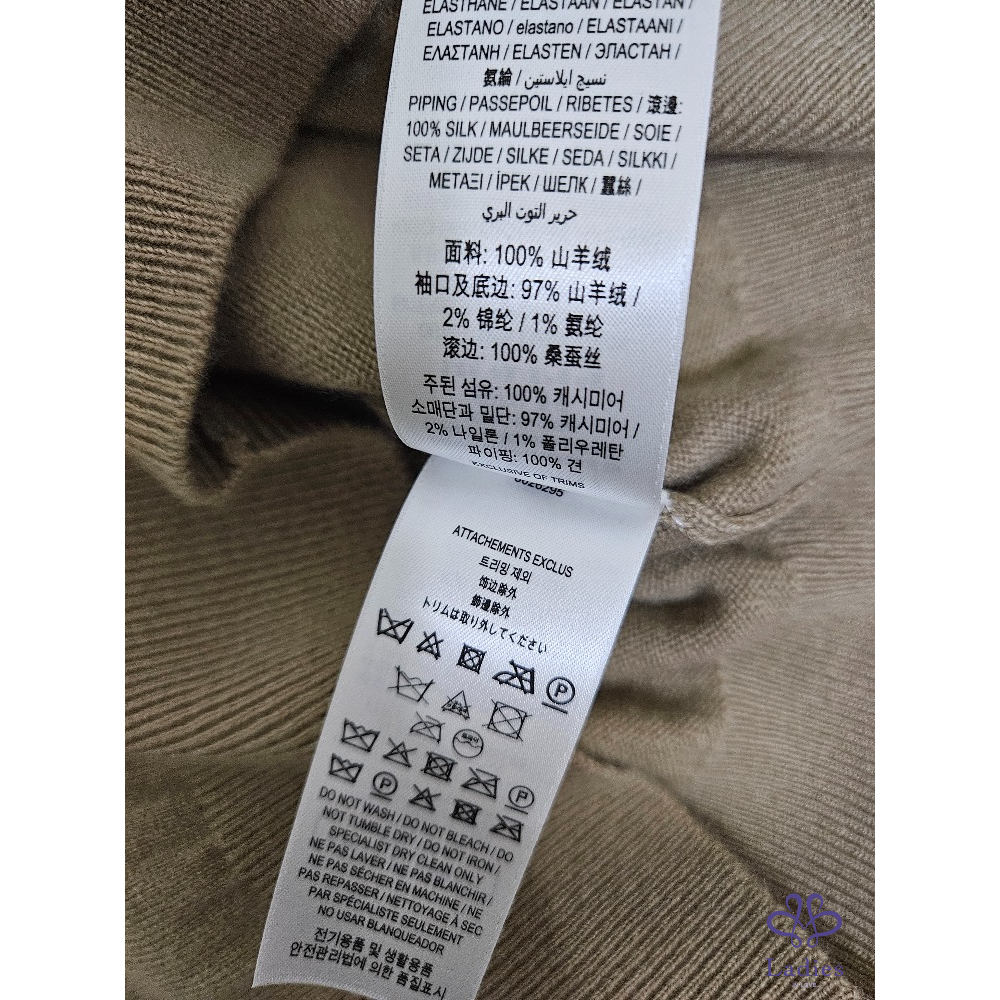 ELASTHANE / ELASTAAN / ELASTAN /
ELASTANO / elastano / ELASTAANI /
ΕΛΑΣΤΑΝΗ / ELASTEN / ЭЛАСТАН /
氨綸 / نسيج ايلاستين /
PIPING / PASSEPOIL / RIBETES / 滾邊:
100% SILK / MAULBEERSEIDE / SOIE /
SETA / ZIJDE / SILKE / SEDA / SILKKI /
ΜΕΤΑΞΙ / İPEK / ШЕЛК / 蠶絲 /
حرير التوت البري
面料: 100% 山羊绒
袖口及底边: 97% 山羊绒 /
2% 锦纶 / 1% 氨纶
滚边: 100% 桑蚕丝
주된 섬유: 100% 캐시미어
소매단과 밑단: 97% 캐시미어 /
2% 나일론 / 1% 폴리우레탄
파이핑: 100% 견
EXCLUSIVE OF TRIMS
ATTACHEMENTS EXCLUS
트리밍 제외
饰边除外
飾邊除外
トリムは取り外してください
P
드라이
P
P
DO NOT WASH / DO NOT BLEACH / DO
NOT TUMBLE DRY / DO NOT IRON /
SPECIALIST DRY CLEAN ONLY
NE PAS LAVER / NE PAS BLANCHIR /
NE PAS SÉCHER EN MACHINE / NE
PAS REPASSER / NETTOYAGE À SEC
PAR SPÉCIALISTE SEULEMENT
NO USAR BLANQUEADOR
전기용품 및 생활용품
안전관리법에 의한 품질표시
Ladies